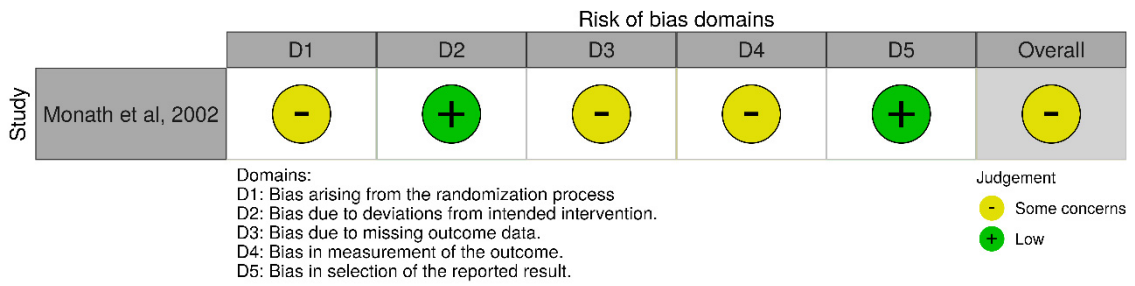 Risk of bias domains
D1 D2 D3 D4 D5 Overall
Study
Monath et al, 2002 - + - - + -
Domains:
D1: Bias arising from the randomization process
D2: Bias due to deviations from intended intervention.
D3: Bias due to missing outcome data.
D4: Bias in measurement of the outcome.
D5: Bias in selection of the reported result.
Judgement
- Some concerns
+ Low